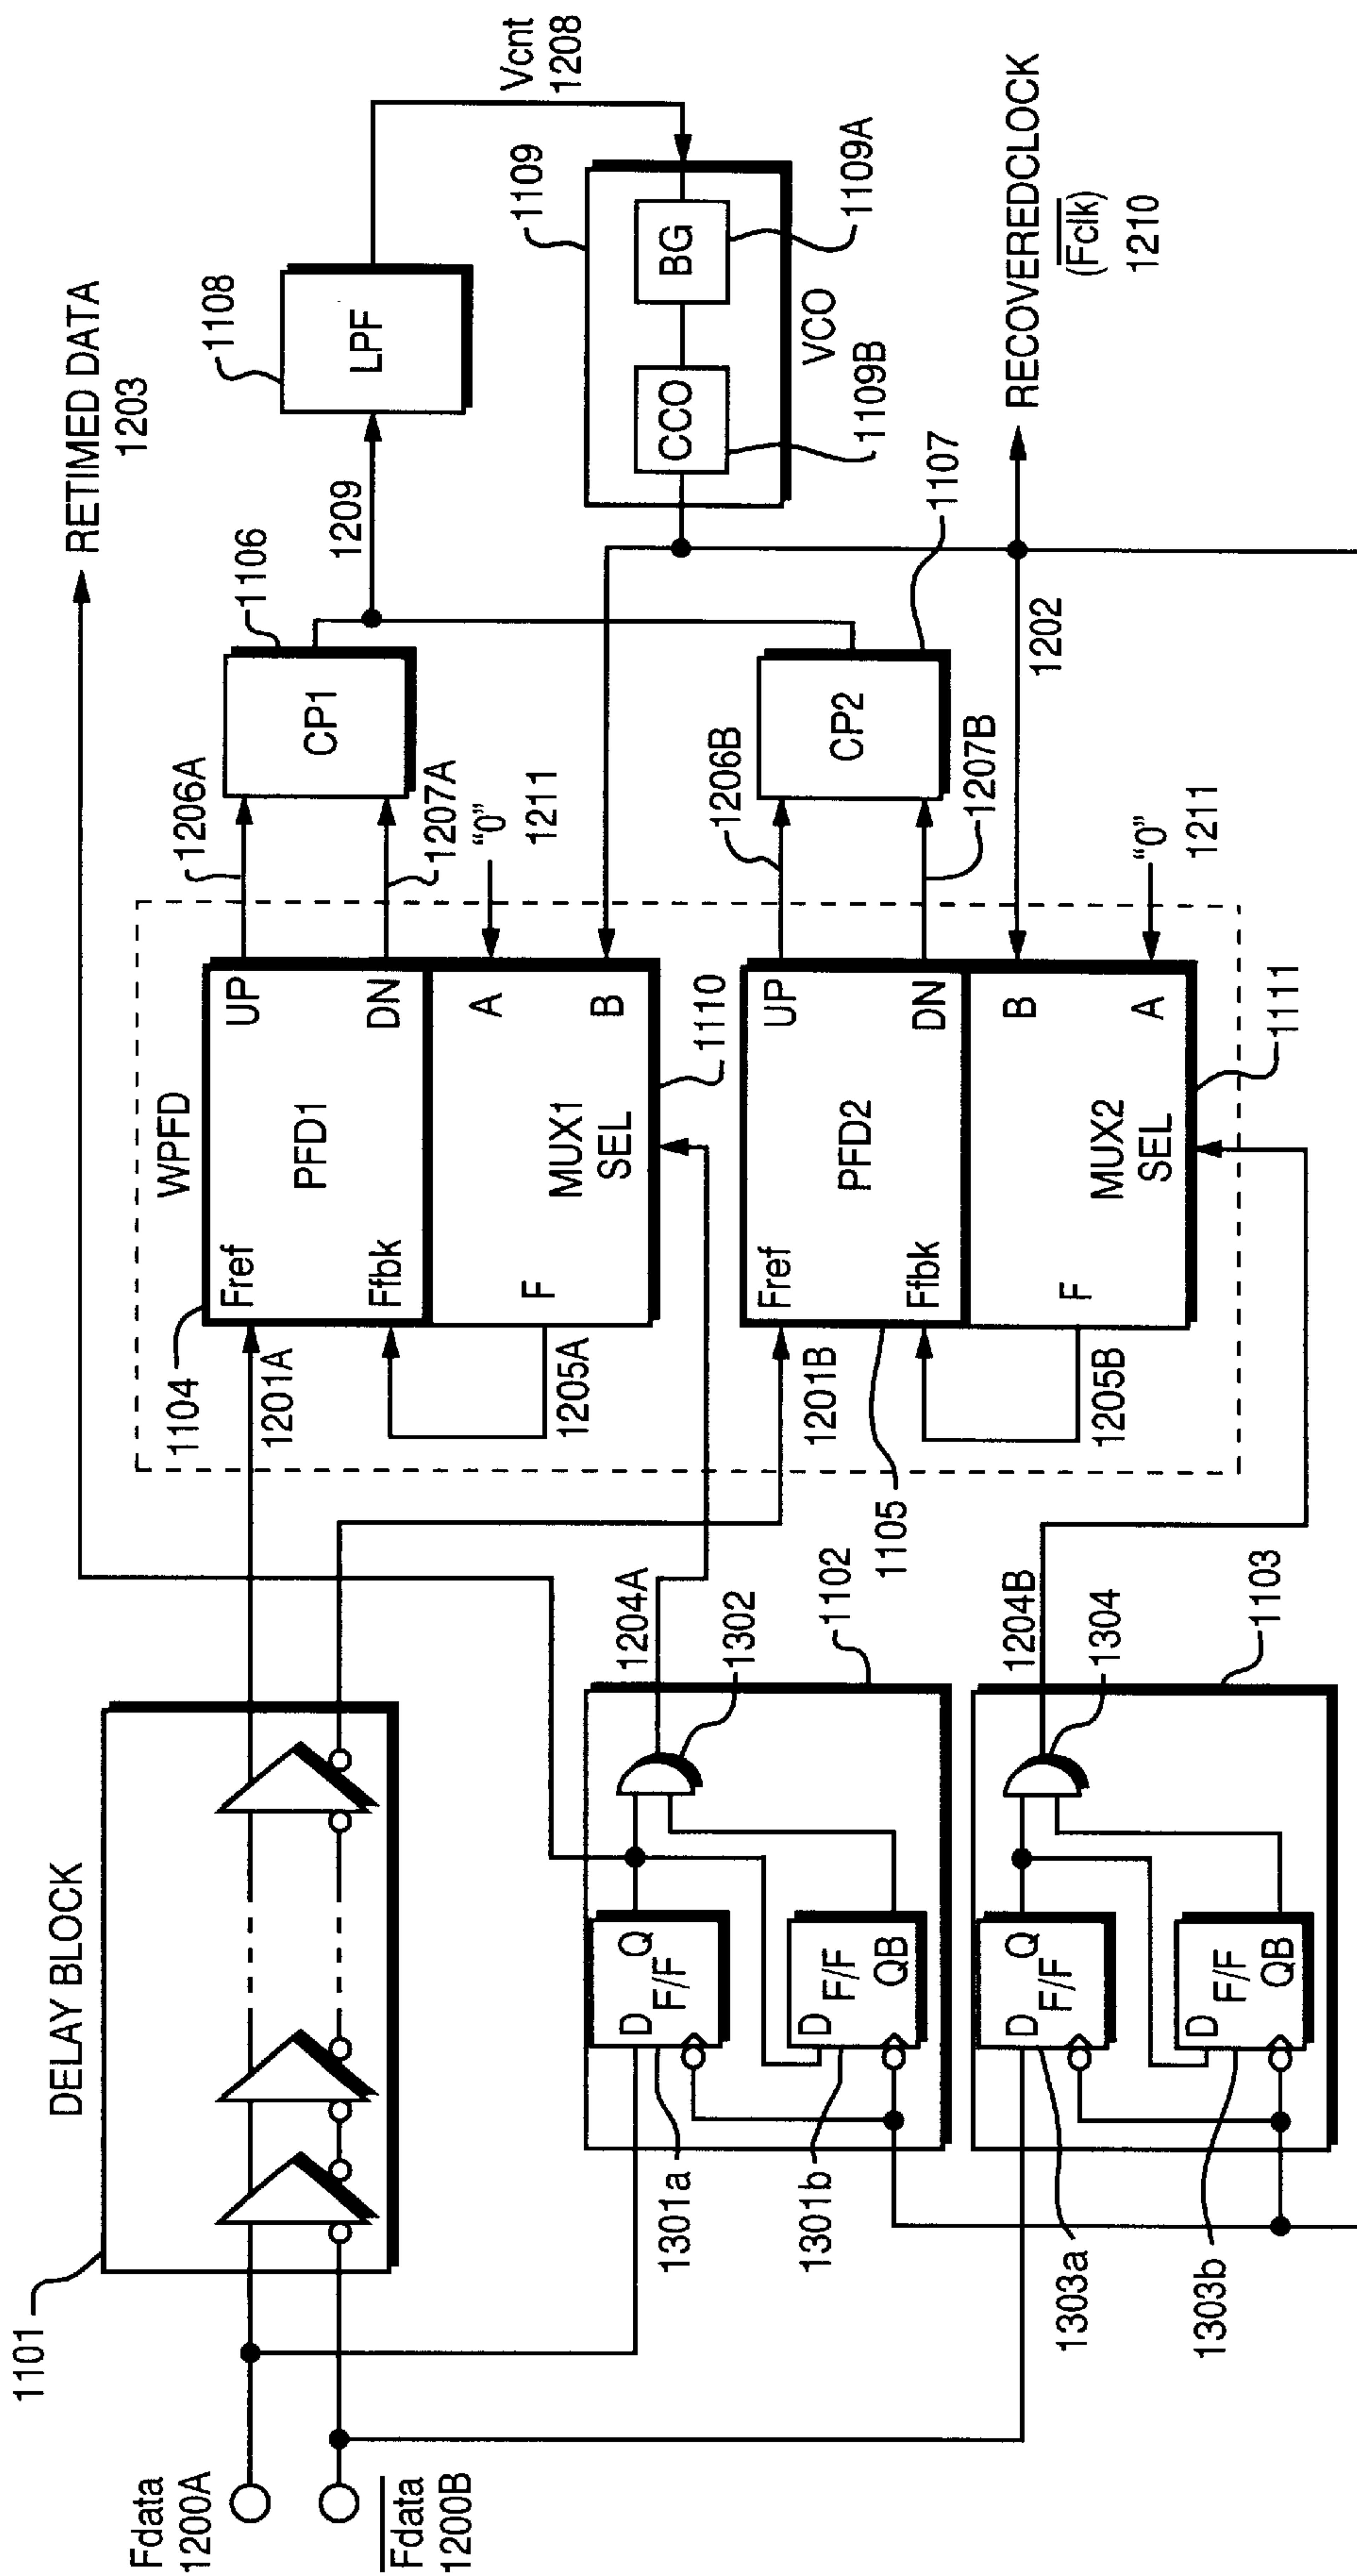 RETIMED DATA
1203
Vcnt
1208
1108
LPF
1209
1109
BG
1109A
CCO
1109B
VCO
RECOVEREDCLOCK
(Fclk)
1210
1106
CP1
1206A
1207A
"0"
1211
1107
CP2
1206B
1207B
1202
"0"
1211
WPFD
1104
Fref
PFD1
UP
DN
Ffbk
1201A
A
B
F
MUX1
SEL
1110
1205A
Fref
PFD2
UP
DN
Ffbk
1201B
1105
B
A
F
MUX2
SEL
1111
1205B
DELAY BLOCK
1101
1204A
1302
1102
D
Q
F/F
1301a
D
F/F
QB
1301b
1204B
1304
1103
D
Q
F/F
1303a
D
F/F
QB
1303b
Fdata
1200A
Fdata
1200B